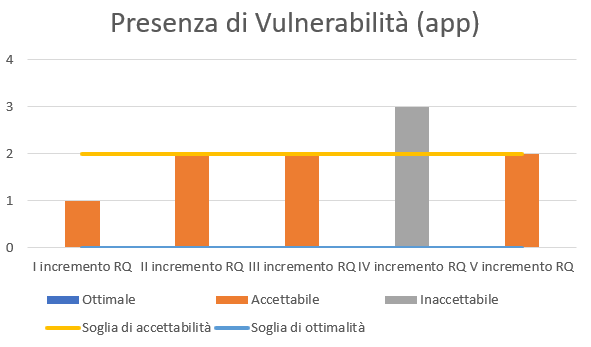 Presenza di Vulnerabilità (app)
4
3
2
1
0
I incremento RQ II incremento RQ III incremento RQ IV incremento RQ V incremento RQ
Ottimale Accettabile Inaccettabile
Soglia di accettabilità Soglia di ottimalità